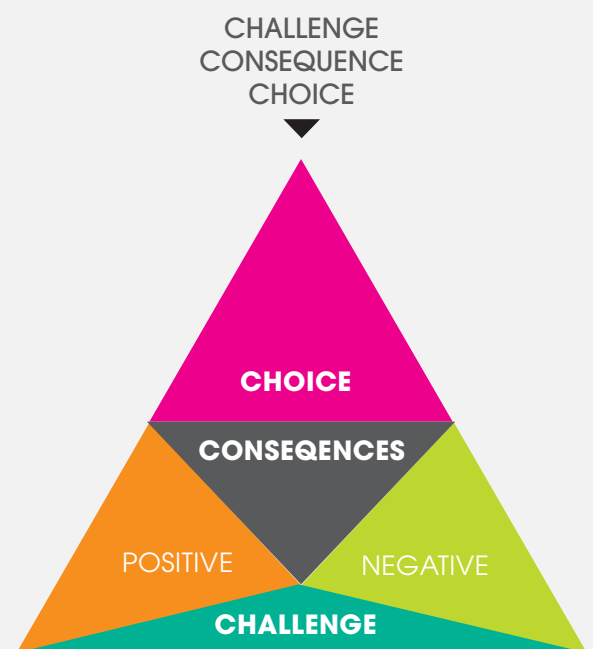 CHALLENGE
CONSEQUENCE
CHOICE
CHOICE
CONSEQENCES
POSITIVE
NEGATIVE
CHALLENGE